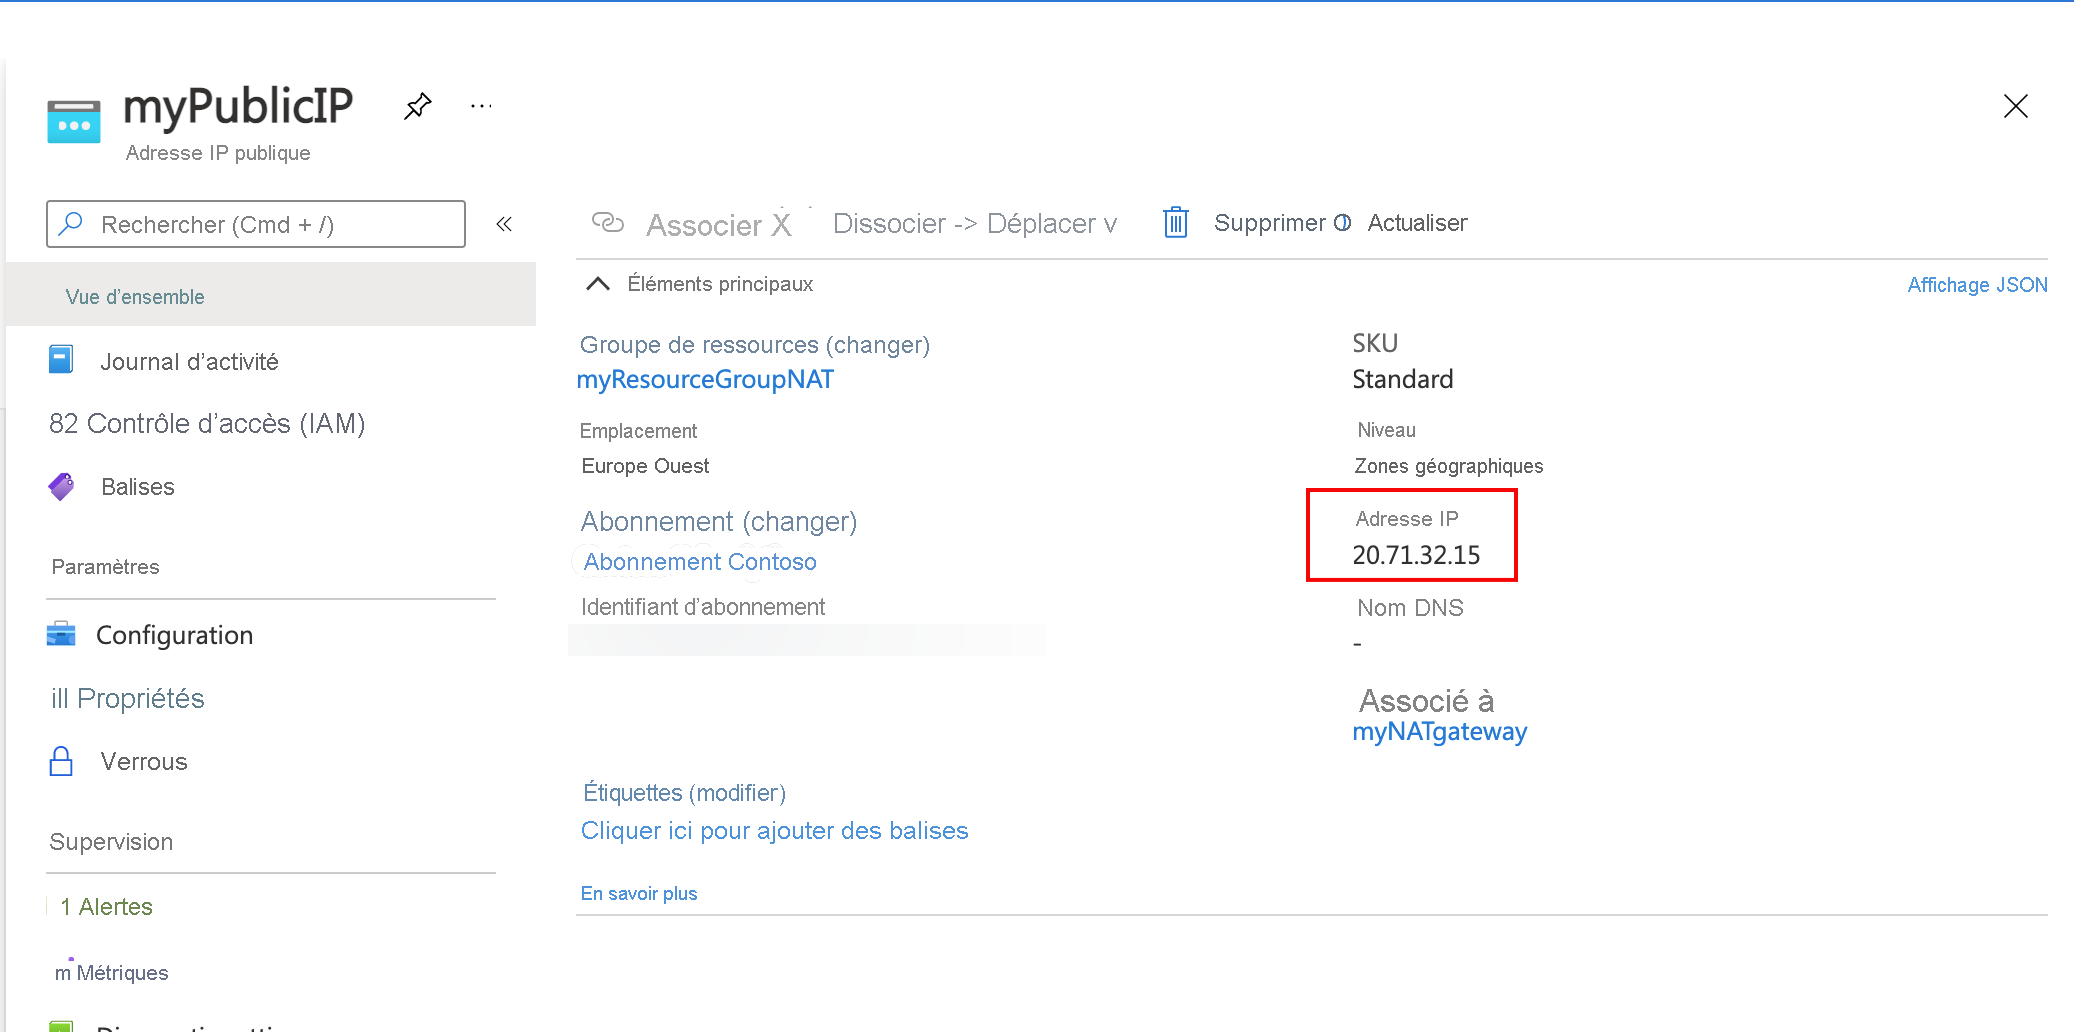 myPublicIP
Adresse IP publique
Rechercher (Cmd + /)
Associer X Dissocier -> Déplacer v Supprimer Actualiser
Vue d’ensemble
Journal d’activité
82 Contrôle d’accès (IAM)
Balises
Paramètres
Configuration
ill Propriétés
Verrous
Supervision
1 Alertes
m Métriques
Éléments principaux
Affichage JSON
Groupe de ressources (changer)
myResourceGroupNAT
Emplacement
Europe Ouest
Abonnement (changer)
Abonnement Contoso
Identifiant d’abonnement
Étiquettes (modifier)
Cliquer ici pour ajouter des balises
En savoir plus
SKU
Standard
Niveau
Zones géographiques
Adresse IP
20.71.32.15
Nom DNS
-
Associé à
myNATgateway